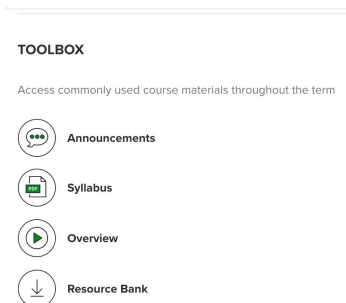 TOOLBOX
Access commonly used course materials throughout the term
Announcements
PDF
Syllabus
Overview
Resource Bank